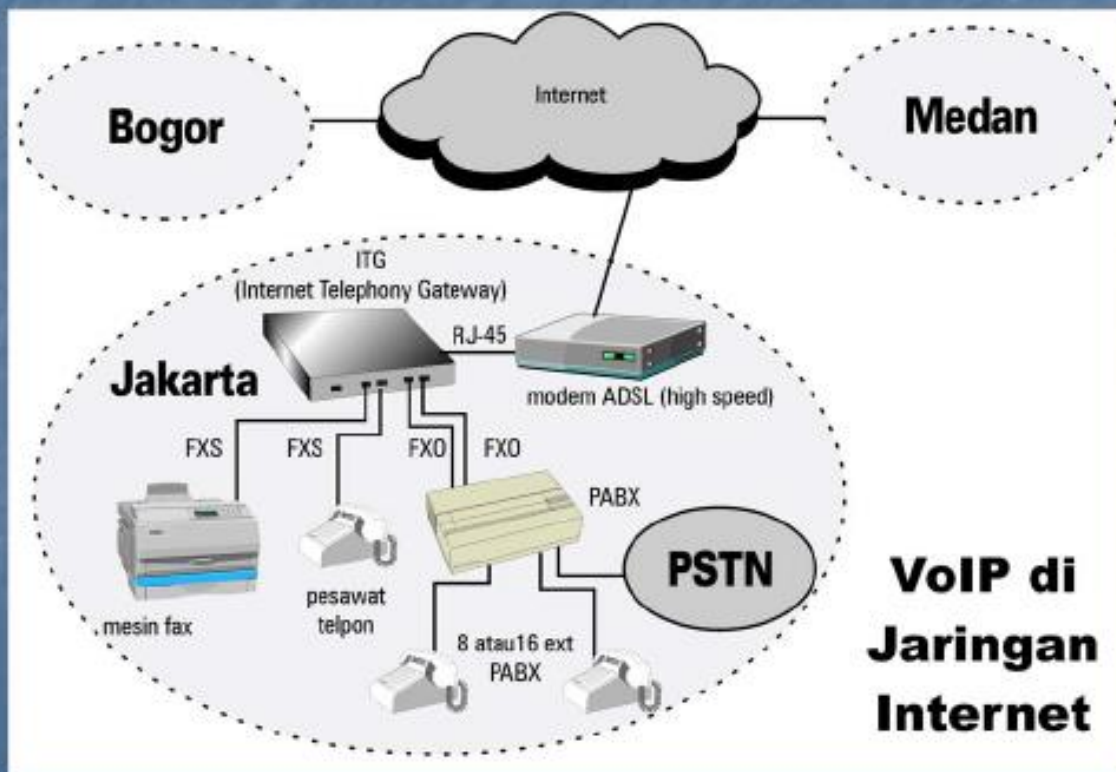 Internet
Bogor
Medan
ITG
(Internet Telephony Gateway)
RJ-45
Jakarta
modem ADSL (high speed)
FXS
FXS
FXO
FXO
PABX
PSTN
mesin fax
pesawat
telpon
8 atau16 ext
PABX
VoIP di
Jaringan
Internet